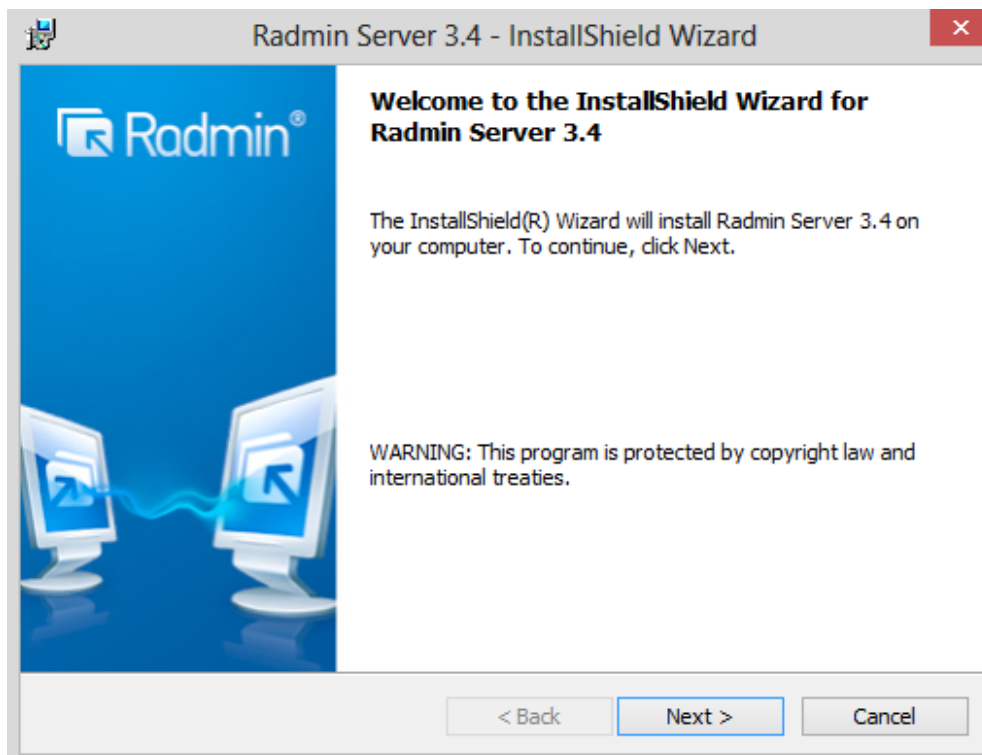 Radmin Server 3.4 - InstallShield Wizard
Radmin®
Welcome to the InstallShield Wizard for
Radmin Server 3.4
The InstallShield(R) Wizard will install Radmin Server 3.4 on
your computer. To continue, click Next.
WARNING: This program is protected by copyright law and
international treaties.
< Back
Next >
Cancel